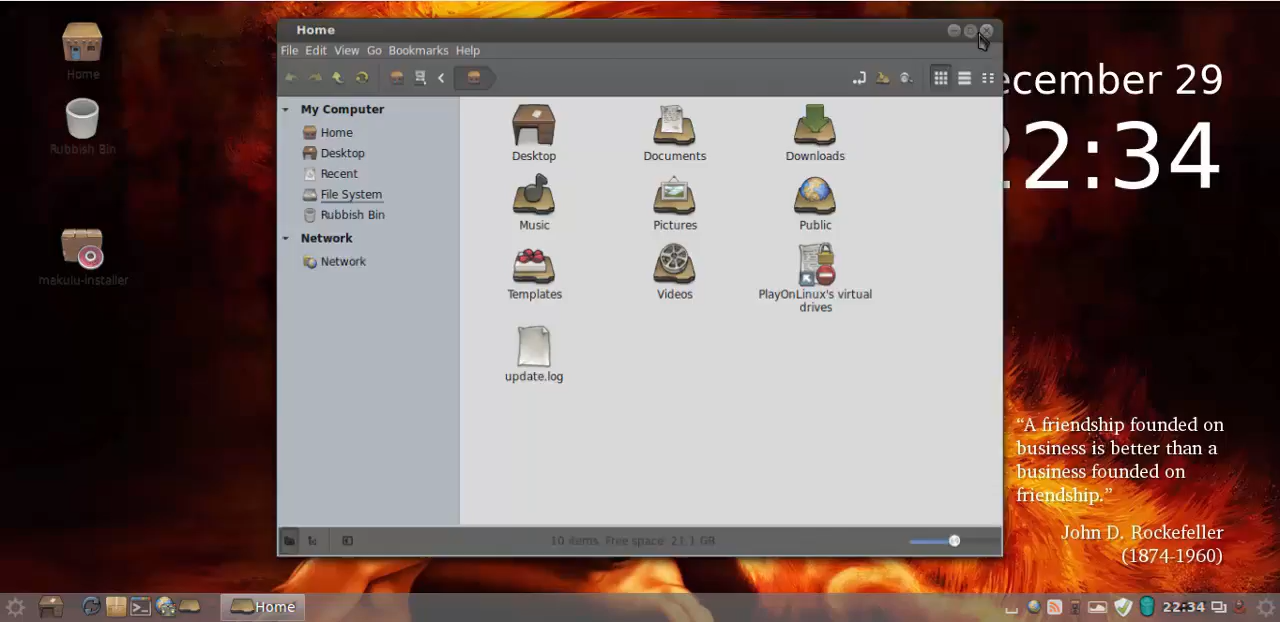 Home
File Edit View Go Bookmarks Help
My Computer
Home
Desktop
Recent
File System
Rubbish Bin
Network
Network
Desktop
Documents
Downloads
Music
Pictures
Public
Templates
Videos
PlayOnLinux's virtual
drives
update.log
10 items, Free space: 21.1 GB
Home
Rubbish Bin
makulu-installer
ecember 29
22:34
“A friendship founded on
business is better than a
business founded on
friendship.”
John D. Rockefeller
(1874-1960)
Home
22:34